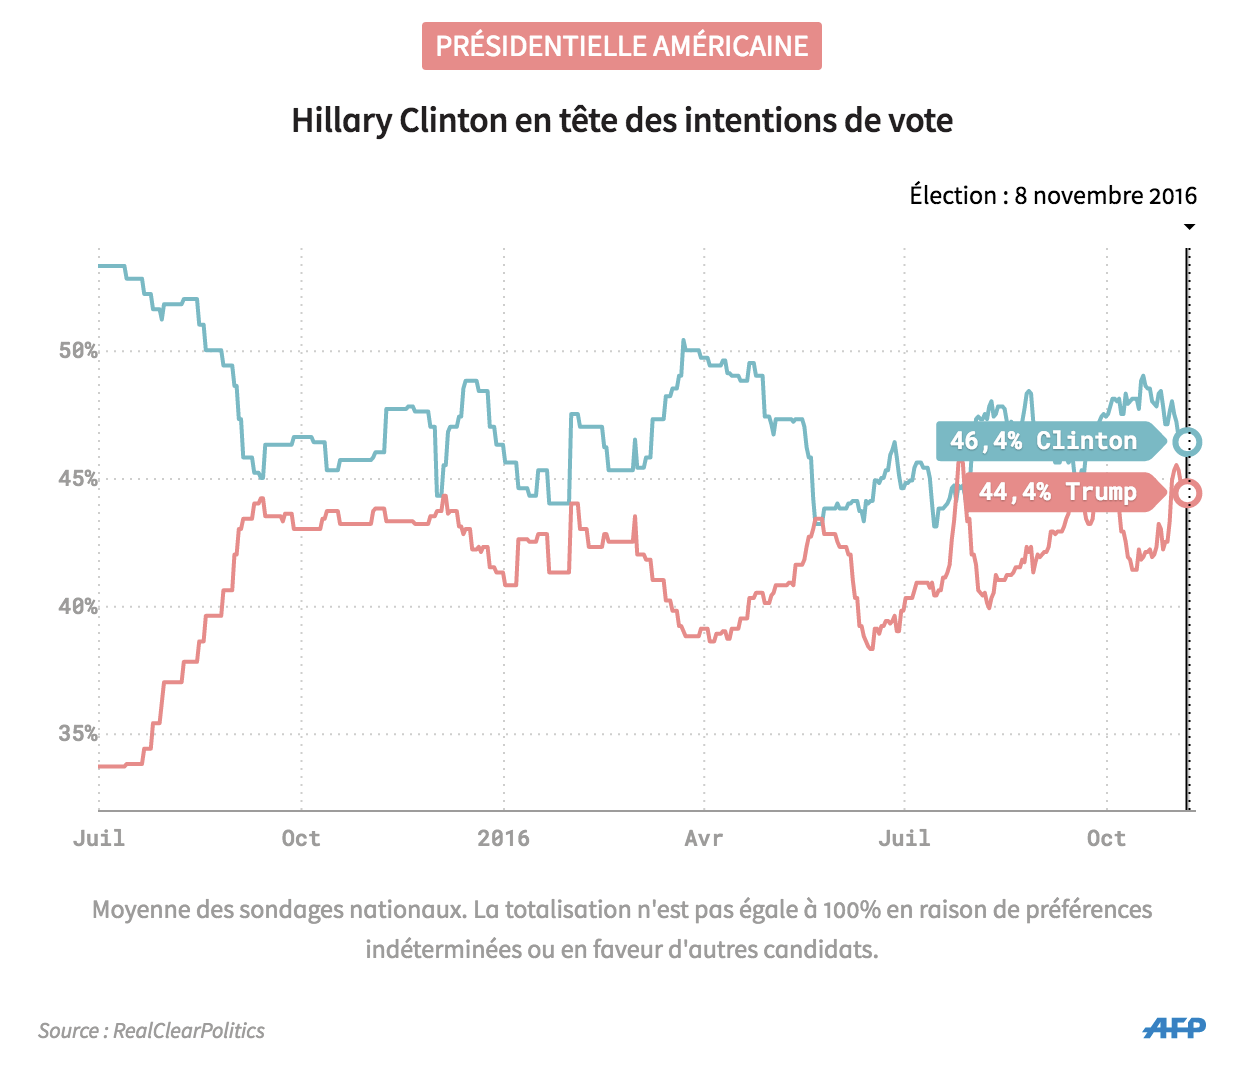 PRÉSIDENTIELLE AMÉRICAINE
Hillary Clinton en tête des intentions de vote
Élection : 8 novembre 2016
50%
45%
40%
35%
46,4% Clinton
44,4% Trump
Juil Oct 2016 Avr Juil Oct
Moyenne des sondages nationaux. La totalisation n'est pas égale à 100% en raison de préférences
indéterminées ou en faveur d'autres candidats.
Source : RealClearPolitics
AFP